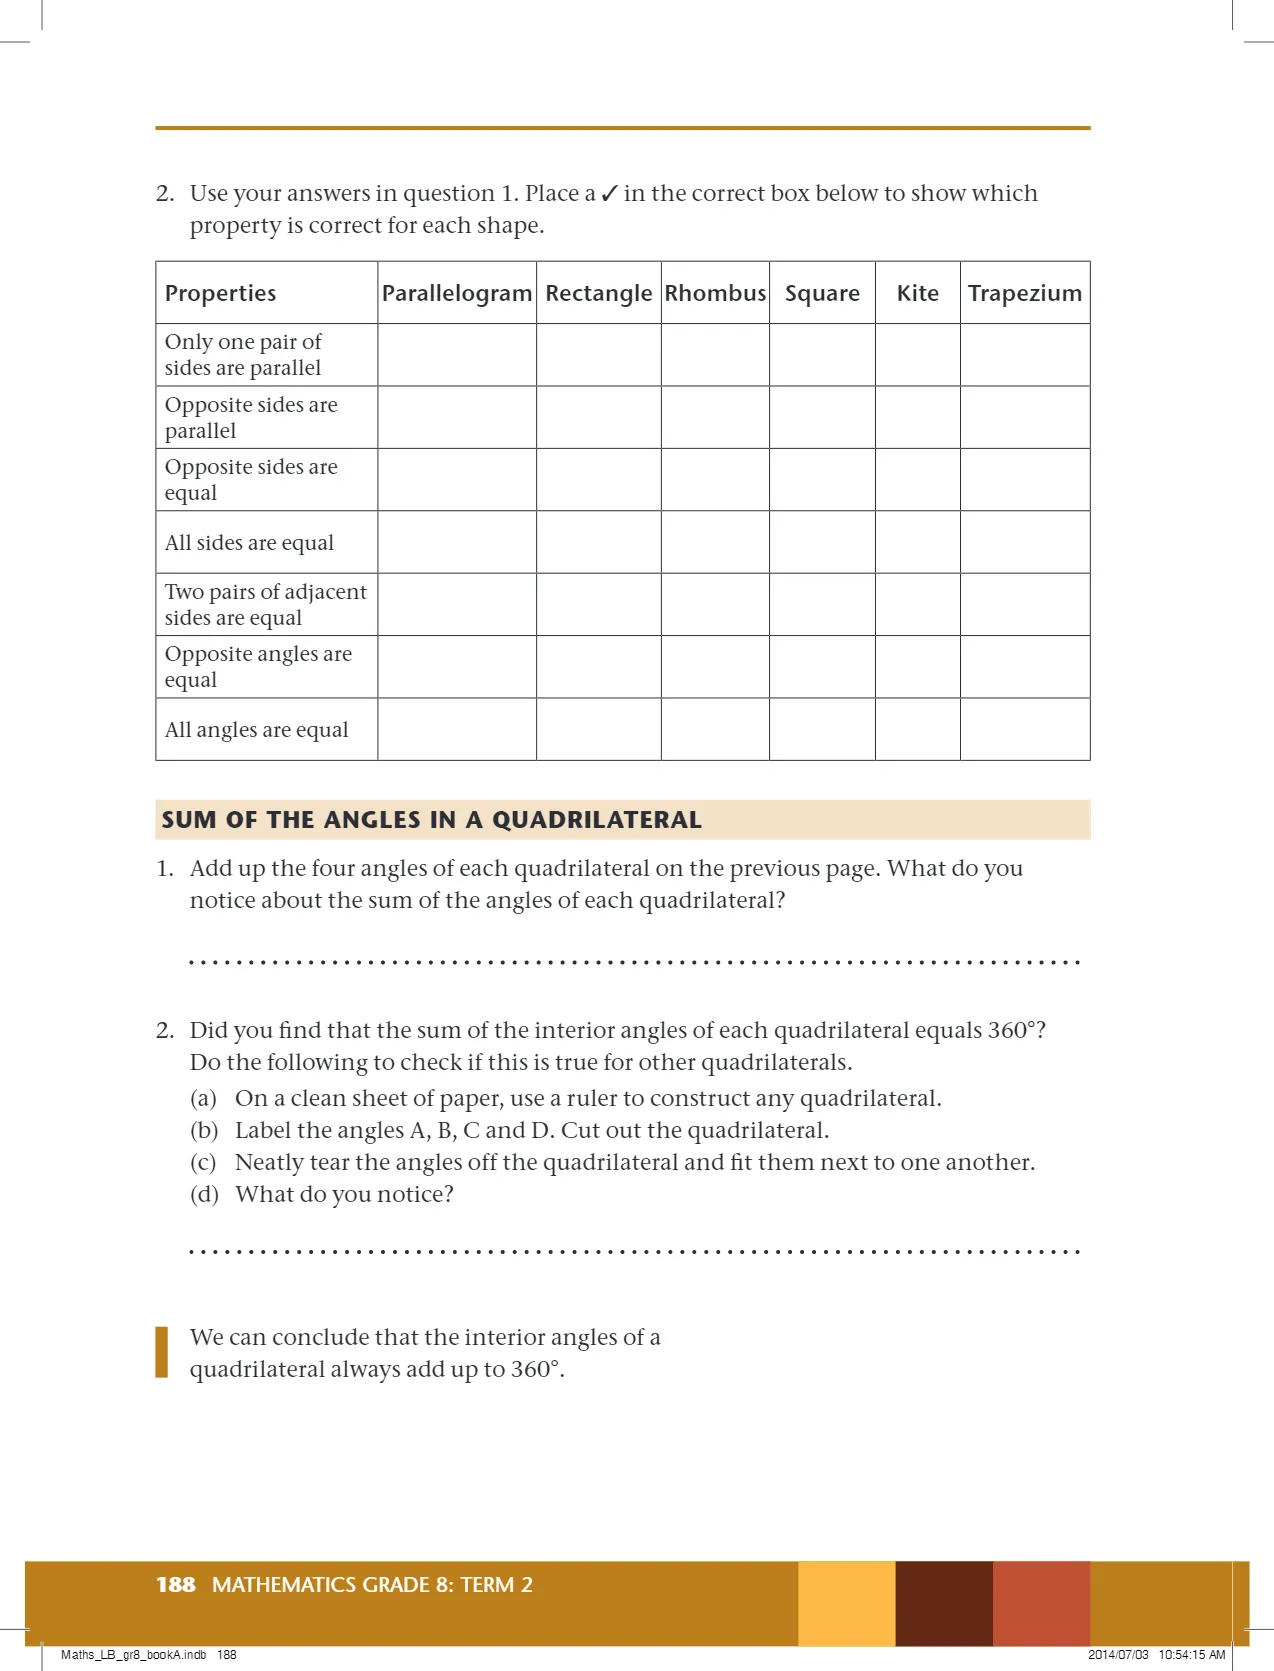 2. Use your answers in question 1. Place a ✓ in the correct box below to show which
property is correct for each shape.
Properties Parallelogram Rectangle Rhombus Square Kite Trapezium
Only one pair of
sides are parallel
Opposite sides are
parallel
Opposite sides are
equal
All sides are equal
Two pairs of adjacent
sides are equal
Opposite angles are
equal
All angles are equal
SUM OF THE ANGLES IN A QUADRILATERAL
1. Add up the four angles of each quadrilateral on the previous page. What do you
notice about the sum of the angles of each quadrilateral?
2. Did you find that the sum of the interior angles of each quadrilateral equals 360°?
Do the following to check if this is true for other quadrilaterals.
(a) On a clean sheet of paper, use a ruler to construct any quadrilateral.
(b) Label the angles A, B, C and D. Cut out the quadrilateral.
(c) Neatly tear the angles off the quadrilateral and fit them next to one another.
(d) What do you notice?
We can conclude that the interior angles of a
quadrilateral always add up to 360°.
188 MATHEMATICS GRADE 8: TERM 2
Maths_LB_gr8_bookA.indb 188 2014/07/03 10:54:15 AM